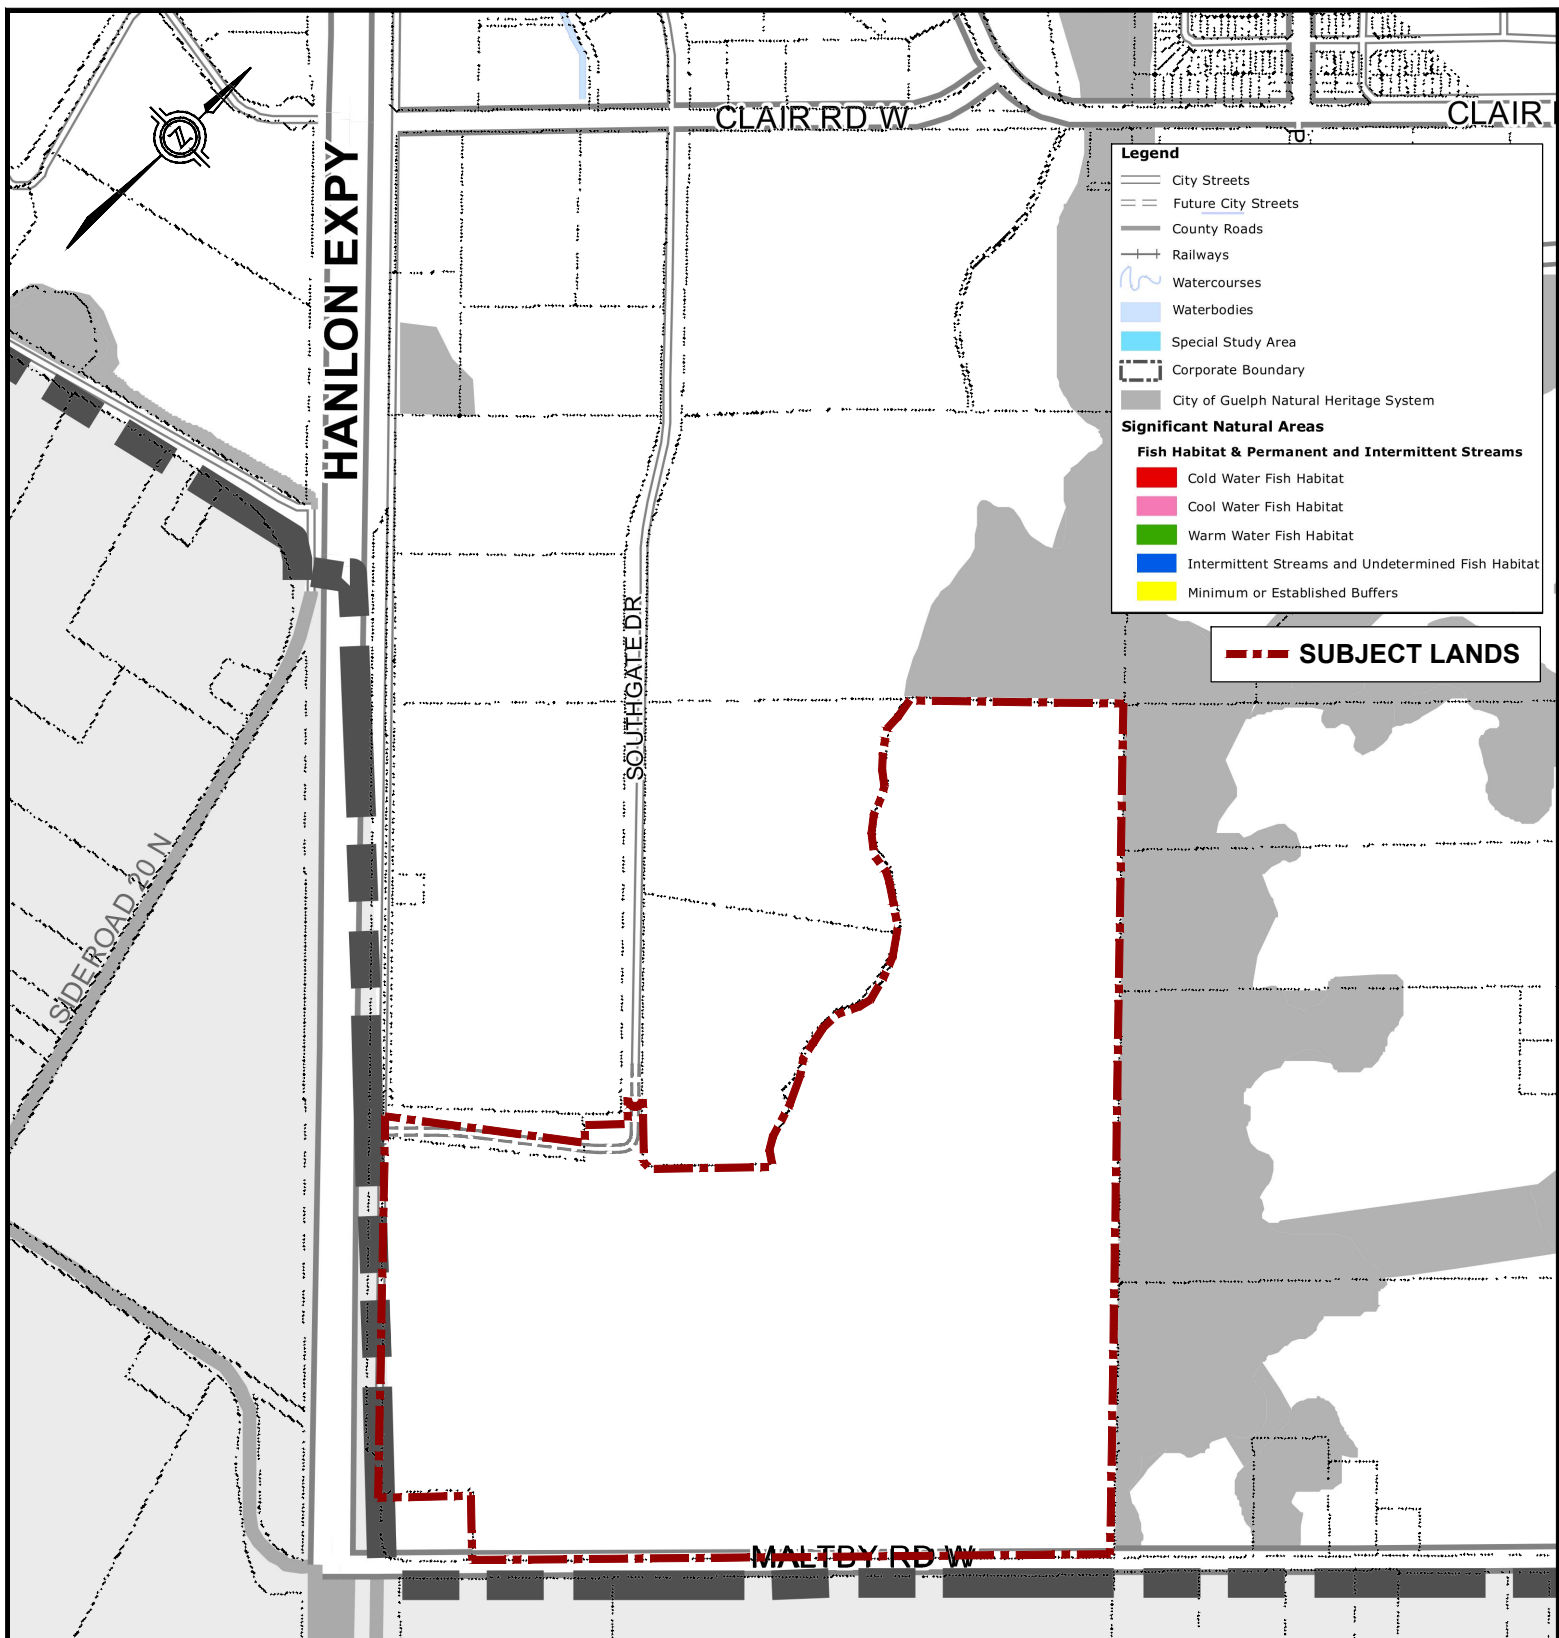 CLAIR RD W
CLAIR
HANLON EXPY
Legend
City Streets
Future City Streets
County Roads
Railways
Watercourses
Waterbodies
Special Study Area
Corporate Boundary
City of Guelph Natural Heritage System
Significant Natural Areas
Fish Habitat & Permanent and Intermittent Streams
Cold Water Fish Habitat
Cool Water Fish Habitat
Warm Water Fish Habitat
Intermittent Streams and Undetermined Fish Habitat
Minimum or Established Buffers
SUBJECT LANDS
SOUTHGATE DR
SIDEROAD 20 N
MALTBY RD W
Z